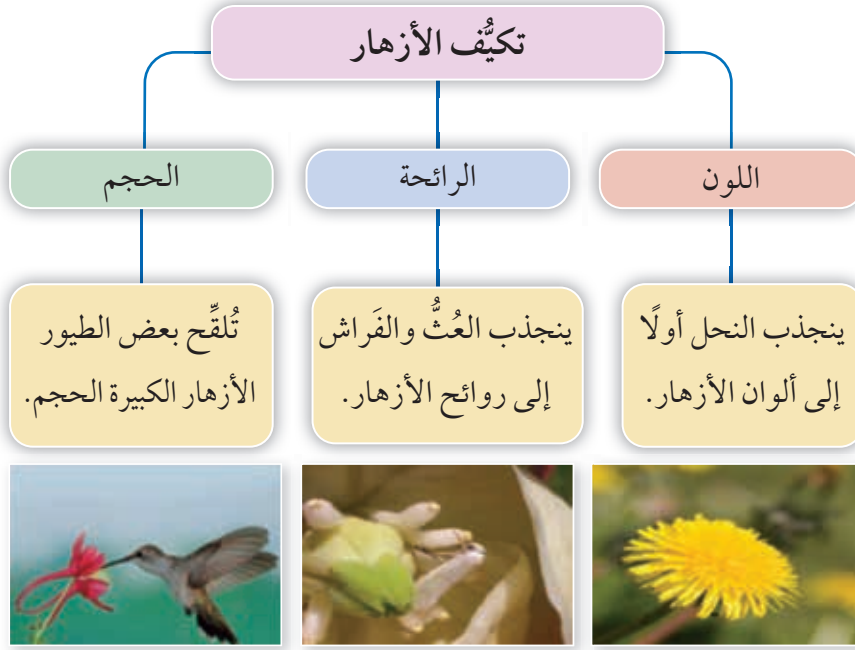 تكيُّف الأزهار
اللون
الرائحة
الحجم
ينجذب النحل أولًا
إلى ألوان الأزهار.
ينجذب العُثُّ والفَراش
إلى روائح الأزهار.
تُلقِّح بعض الطيور
الأزهار الكبيرة الحجم.